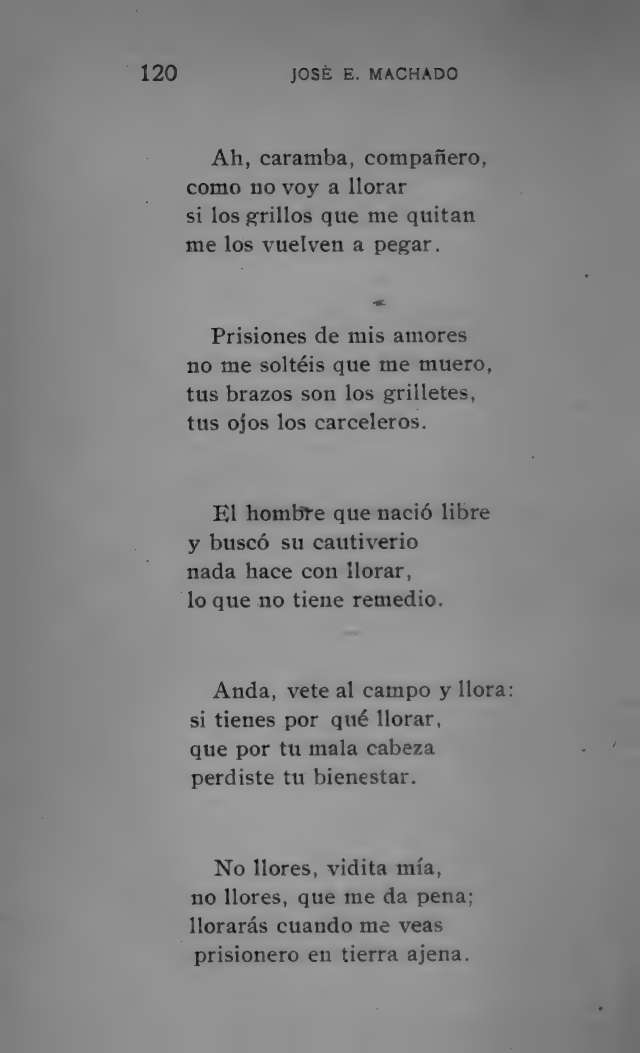 120 JOSÈ E. MACHADO
Ah, caramba, compañero,
como no voy a llorar
si los grillos que me quitan
me los vuelven a pegar.
Prisiones de mis amores
no me soltéis que me muero,
tus brazos son los grilletes,
tus ojos los carceleros.
El hombre que nació libre
y buscó su cautiverio
nada hace con llorar,
lo que no tiene remedio.
Anda, vete al campo y llora:
si tienes por qué llorar,
que por tu mala cabeza
perdiste tu bienestar.
No llores, vidita mía,
no llores, que me da pena;
llorarás cuando me veas
prisionero en tierra ajena.